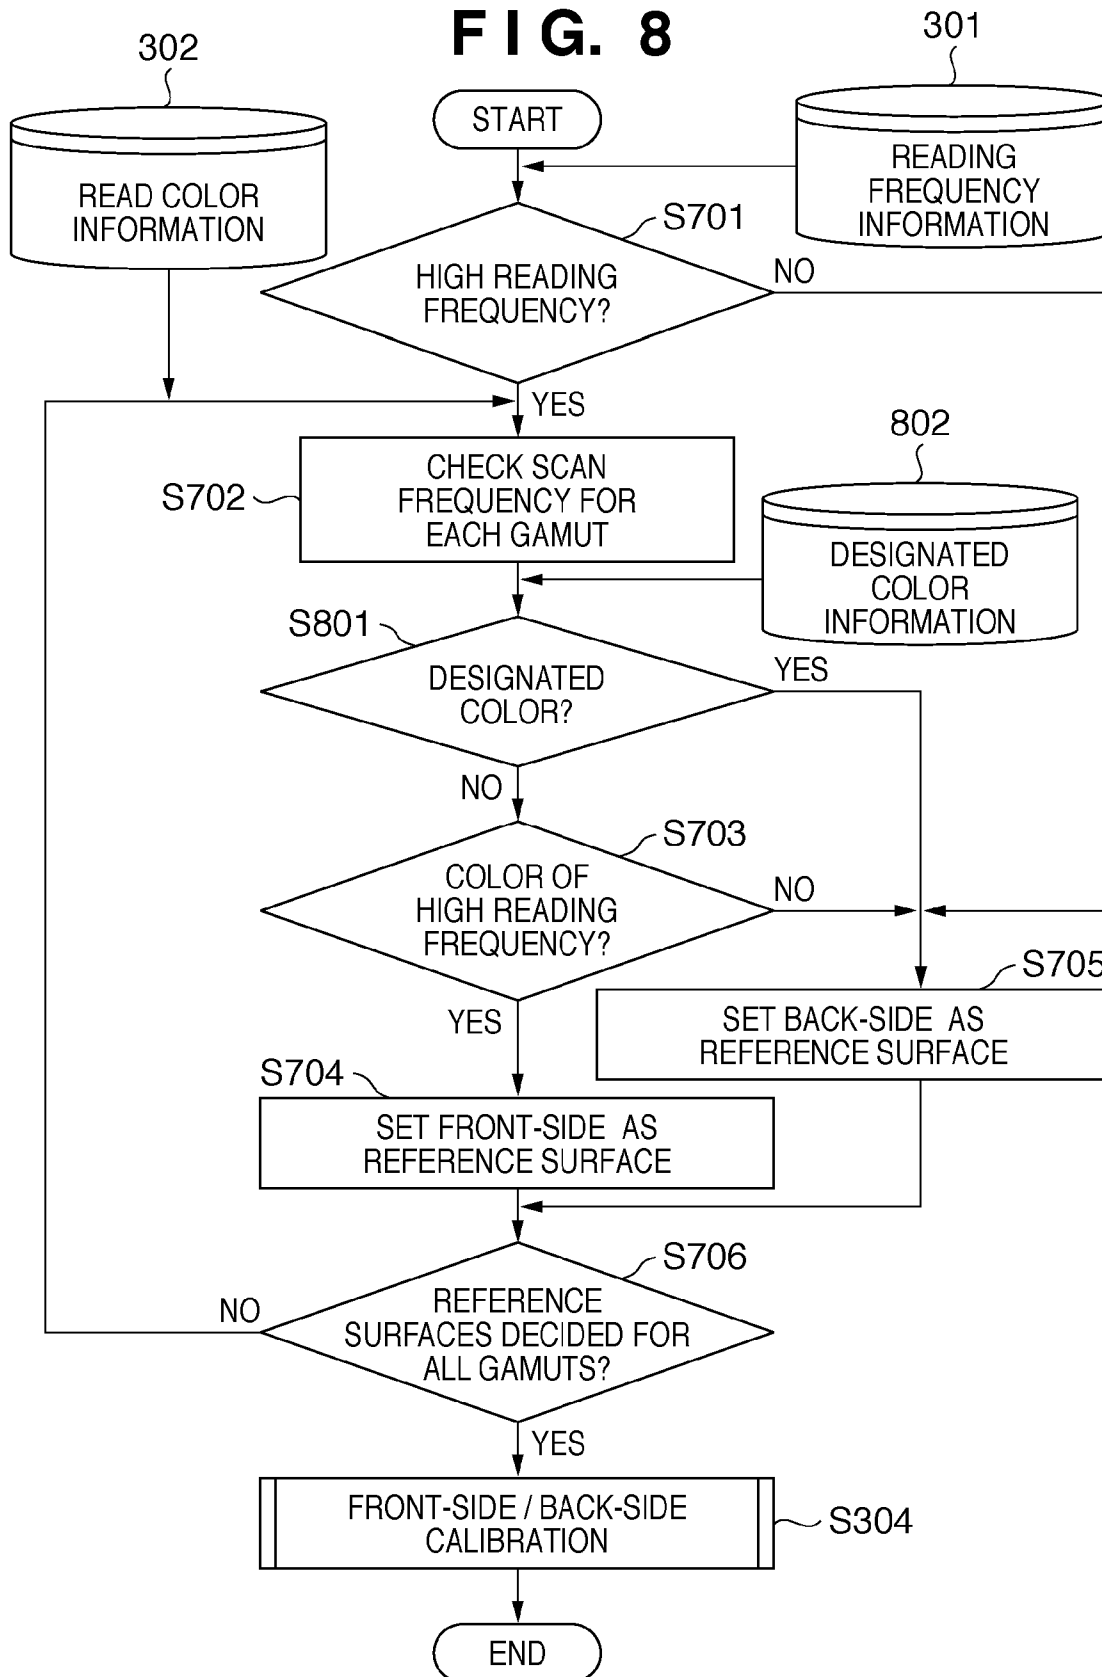 FIG. 8
302
301
START
READ COLOR
INFORMATION
READING
FREQUENCY
INFORMATION
S701
HIGH READING
FREQUENCY?
NO
YES
802
CHECK SCAN
FREQUENCY FOR
EACH GAMUT
S702
DESIGNATED
COLOR
INFORMATION
S801
DESIGNATED
COLOR?
YES
NO
S703
COLOR OF
HIGH READING
FREQUENCY?
NO
YES
S705
SET BACK-SIDE AS
REFERENCE SURFACE
S704
SET FRONT-SIDE AS
REFERENCE SURFACE
S706
REFERENCE
SURFACES DECIDED FOR
ALL GAMUTS?
NO
YES
FRONT-SIDE / BACK-SIDE
CALIBRATION
S304
END